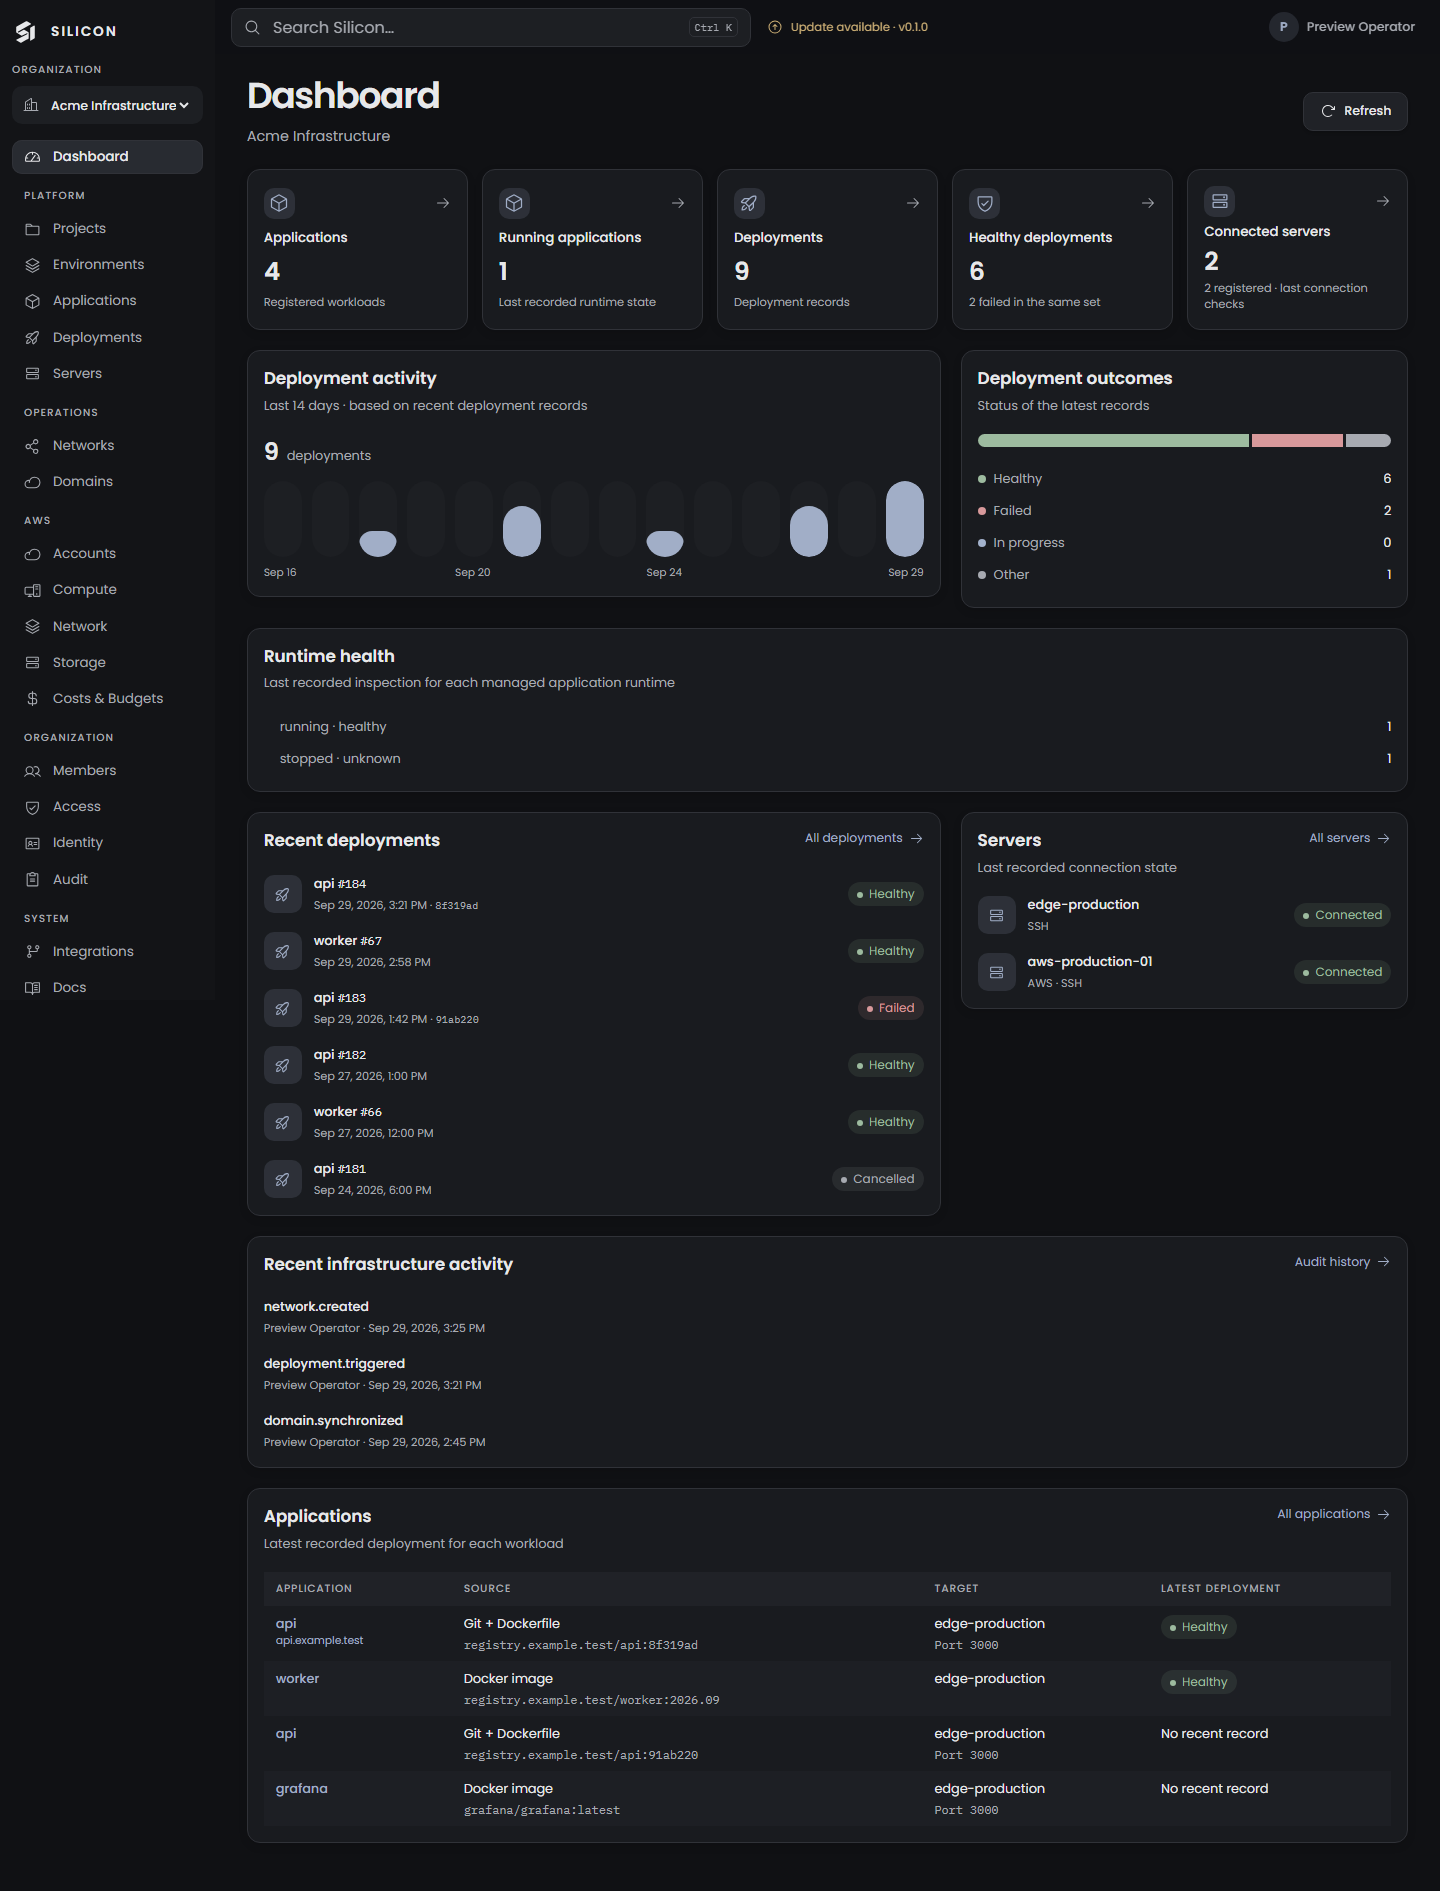 SILICON
Search Silicon...
Ctrl K
Update available · v0.1.0
P
Preview Operator
ORGANIZATION
Acme Infrastructure
Dashboard
PLATFORM
Projects
Environments
Applications
Deployments
Servers
OPERATIONS
Networks
Domains
AWS
Accounts
Compute
Network
Storage
Costs & Budgets
ORGANIZATION
Members
Access
Identity
Audit
SYSTEM
Integrations
Docs
Dashboard
Acme Infrastructure
Refresh
Applications
4
Registered workloads
Running applications
1
Last recorded runtime state
Deployments
9
Deployment records
Healthy deployments
6
2 failed in the same set
Connected servers
2
2 registered · last connection
checks
Deployment activity
Last 14 days · based on recent deployment records
9 deployments
Sep 16
Sep 20
Sep 24
Sep 29
Deployment outcomes
Status of the latest records
Healthy 6
Failed 2
In progress 0
Other 1
Runtime health
Last recorded inspection for each managed application runtime
running · healthy 1
stopped · unknown 1
Recent deployments
All deployments
api #184
Sep 29, 2026, 3:21 PM · 8f319ad
Healthy
worker #67
Sep 29, 2026, 2:58 PM
Healthy
api #183
Sep 29, 2026, 1:42 PM · 91ab220
Failed
api #182
Sep 27, 2026, 1:00 PM
Healthy
worker #66
Sep 27, 2026, 12:00 PM
Healthy
api #181
Sep 24, 2026, 6:00 PM
Cancelled
Servers
All servers
Last recorded connection state
edge-production
SSH
Connected
aws-production-01
AWS · SSH
Connected
Recent infrastructure activity
Audit history
network.created
Preview Operator · Sep 29, 2026, 3:25 PM
deployment.triggered
Preview Operator · Sep 29, 2026, 3:21 PM
domain.synchronized
Preview Operator · Sep 29, 2026, 2:45 PM
Applications
All applications
Latest recorded deployment for each workload
APPLICATION SOURCE TARGET LATEST DEPLOYMENT
api Git + Dockerfile edge-production Healthy
api.example.test registry.example.test/api:8f319ad Port 3000
worker Docker image edge-production Healthy
registry.example.test/worker:2026.09
api Git + Dockerfile edge-production No recent record
registry.example.test/api:91ab220 Port 3000
grafana Docker image edge-production No recent record
grafana/grafana:latest Port 3000